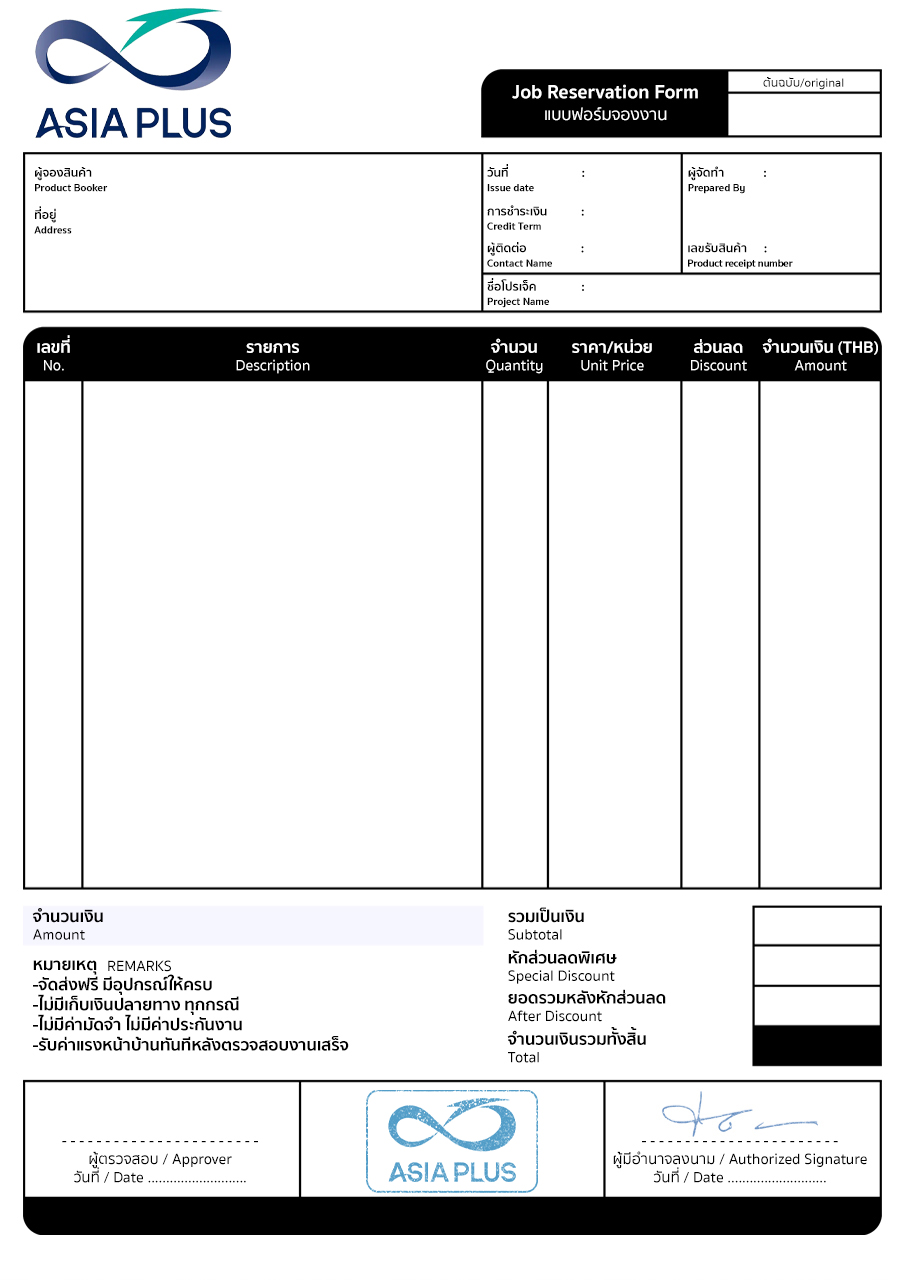 ASIA PLUS
Job Reservation Form
แบบฟอร์มจองงาน
ต้นฉบับ/original
ผู้จองสินค้า
Product Booker
ที่อยู่
Address
วันที่ :
Issue date
การชำระเงิน :
Credit Term
ผู้ติดต่อ :
Contact Name
ผู้จัดทำ :
Prepared By
เลขรับสินค้า :
Product receipt number
ชื่อโปรเจ็ค :
Project Name
เลขที่ รายการ จำนวน ราคา/หน่วย ส่วนลด จำนวนเงิน (THB)
No. Description Quantity Unit Price Discount Amount
จำนวนเงิน
Amount
หมายเหตุ REMARKS
-จัดส่งฟรี มีอุปกรณ์ให้ครบ
-ไม่มีเก็บเงินปลายทาง ทุกกรณี
-ไม่มีค่ามัดจำ ไม่มีค่าประกันงาน
-รับค่าแรงหน้าบ้านทันทีหลังตรวจสอบงานเสร็จ
รวมเป็นเงิน
Subtotal
หักส่วนลดพิเศษ
Special Discount
ยอดรวมหลังหักส่วนลด
After Discount
จำนวนเงินรวมทั้งสิ้น
Total
ผู้ตรวจสอบ / Approver
วันที่ / Date ...........................
ASIA PLUS
ผู้มีอำนาจลงนาม / Authorized Signature
วันที่ / Date ...........................